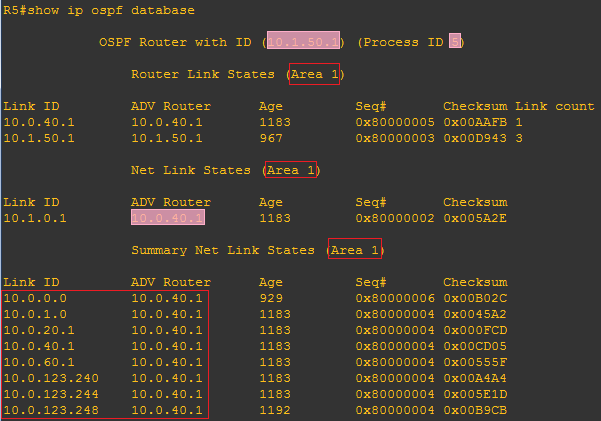 R5#show ip ospf database
OSPF Router with ID (10.1.50.1) (Process ID 5)
Router Link States (Area 1)
Link ID ADV Router Age Seq# Checksum Link count
10.0.40.1 10.0.40.1 1183 0x80000005 0x00AAFB 1
10.1.50.1 10.1.50.1 967 0x80000003 0x00D943 3
Net Link States (Area 1)
Link ID ADV Router Age Seq# Checksum
10.1.0.1 10.0.40.1 1183 0x80000002 0x005A2E
Summary Net Link States (Area 1)
Link ID ADV Router Age Seq# Checksum
10.0.0.0 10.0.40.1 929 0x80000006 0x00B02C
10.0.1.0 10.0.40.1 1183 0x80000004 0x0045A2
10.0.20.1 10.0.40.1 1183 0x80000004 0x000FCD
10.0.40.1 10.0.40.1 1183 0x80000004 0x00CD05
10.0.60.1 10.0.40.1 1183 0x80000004 0x00555F
10.0.123.240 10.0.40.1 1183 0x80000004 0x00A4A4
10.0.123.244 10.0.40.1 1183 0x80000004 0x005E1D
10.0.123.248 10.0.40.1 1192 0x80000004 0x00B9CB